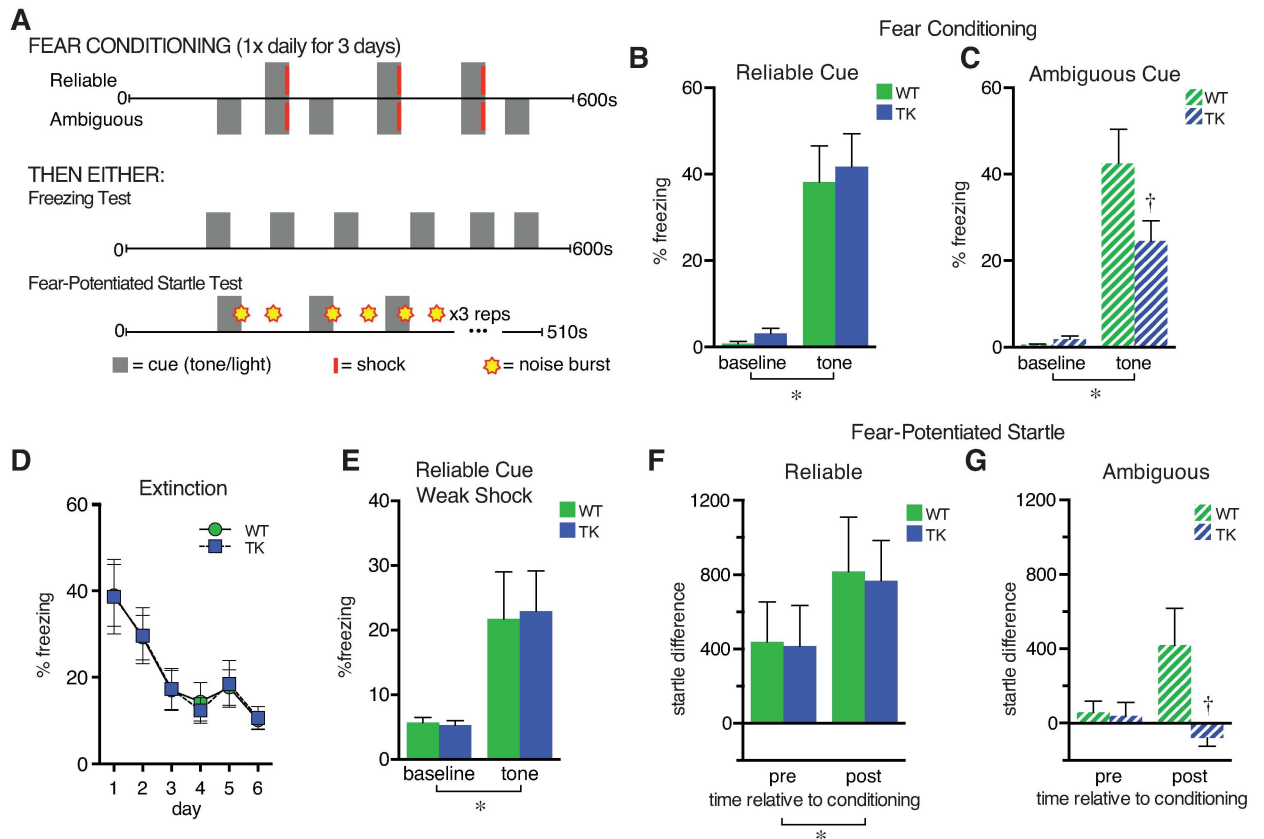 A
FEAR CONDITIONING (1x daily for 3 days)
Reliable
0
600s
Ambiguous
THEN EITHER:
Freezing Test
0
600s
Fear-Potentiated Startle Test
x3 reps
0
...
510s
= cue (tone/light)
= shock
= noise burst
Fear Conditioning
B
Reliable Cue
WT
TK
% freezing
60
40
20
0
baseline
tone
*
C
Ambiguous Cue
WT
TK
% freezing
60
40
20
0
†
baseline
tone
*
D
Extinction
WT
TK
% freezing
60
40
20
0
1 2 3 4 5 6
day
E
Reliable Cue
Weak Shock
WT
TK
%freezing
40
30
20
10
0
baseline
tone
*
Fear-Potentiated Startle
F
Reliable
WT
TK
startle difference
1200
800
400
0
pre
post
time relative to conditioning
*
G
Ambiguous
WT
TK
startle difference
1200
800
400
0
†
pre
post
time relative to conditioning